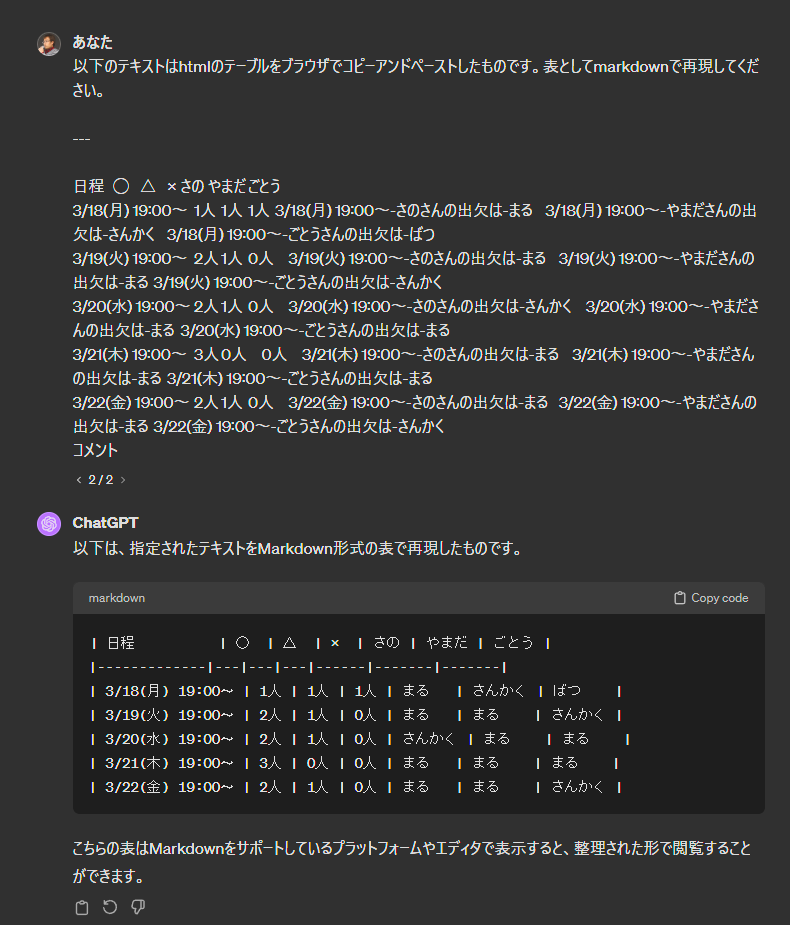 あなた
以下のテキストはhtmlのテーブルをブラウザでコピーアンドペーストしたものです。表としてmarkdownで再現してくだ
さい。
---
日程 ◯ △ × さの やまだ ごとう
3/18(月) 19:00〜 1人 1人 1人 3/18(月) 19:00〜-さのさんの出欠は-まる 3/18(月) 19:00〜-やまださんの出
欠は-さんかく 3/18(月) 19:00〜-ごとうさんの出欠は-ばつ
3/19(火) 19:00〜 2人 1人 0人 3/19(火) 19:00〜-さのさんの出欠は-まる 3/19(火) 19:00〜-やまださんの
出欠は-まる 3/19(火) 19:00〜-ごとうさんの出欠は-さんかく
3/20(水) 19:00〜 2人 1人 0人 3/20(水) 19:00〜-さのさんの出欠は-さんかく 3/20(水) 19:00〜-やまださ
んの出欠は-まる 3/20(水) 19:00〜-ごとうさんの出欠は-まる
3/21(木) 19:00〜 3人 0人 0人 3/21(木) 19:00〜-さのさんの出欠は-まる 3/21(木) 19:00〜-やまださん
の出欠は-まる 3/21(木) 19:00〜-ごとうさんの出欠は-まる
3/22(金) 19:00〜 2人 1人 0人 3/22(金) 19:00〜-さのさんの出欠は-まる 3/22(金) 19:00〜-やまださんの
出欠は-まる 3/22(金) 19:00〜-ごとうさんの出欠は-さんかく
コメント
< 2 / 2 >
ChatGPT
以下は、指定されたテキストをMarkdown形式の表で再現したものです。
markdown Copy code
| 日程 | ◯ | △ | × | さの | やまだ | ごとう |
|-------------|---|---|---|------|-------|-------|
| 3/18(月) 19:00〜 | 1人 | 1人 | 1人 | まる | さんかく | ばつ |
| 3/19(火) 19:00〜 | 2人 | 1人 | 0人 | まる | まる | さんかく |
| 3/20(水) 19:00〜 | 2人 | 1人 | 0人 | さんかく | まる | まる |
| 3/21(木) 19:00〜 | 3人 | 0人 | 0人 | まる | まる | まる |
| 3/22(金) 19:00〜 | 2人 | 1人 | 0人 | まる | まる | さんかく |
こちらの表はMarkdownをサポートしているプラットフォームやエディタで表示すると、整理された形で閲覧すること
ができます。